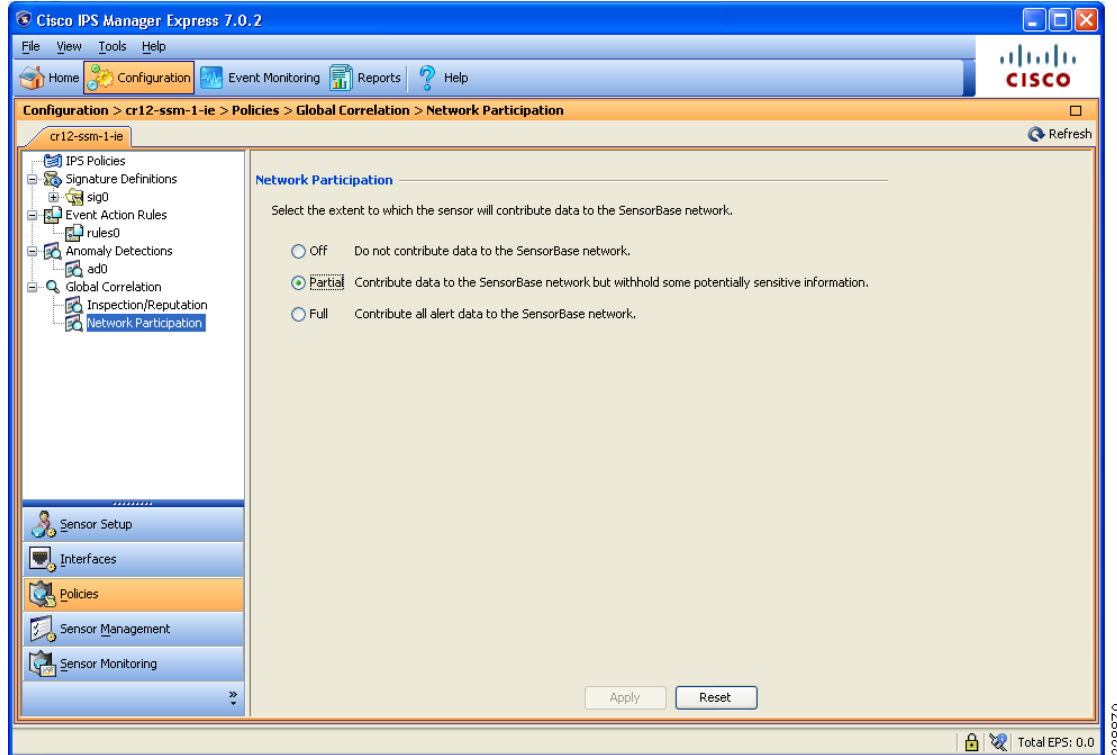 Cisco IPS Manager Express 7.0.2
File View Tools Help
Home Configuration Event Monitoring Reports Help
CISCO
Configuration > cr12-ssm-1-ie > Policies > Global Correlation > Network Participation
cr12-ssm-1-ie
Refresh
IPS Policies
Signature Definitions
sig0
Event Action Rules
rules0
Anomaly Detections
ad0
Global Correlation
Inspection/Reputation
Network Participation
Network Participation
Select the extent to which the sensor will contribute data to the SensorBase network.
Off Do not contribute data to the SensorBase network.
Partial Contribute data to the SensorBase network but withhold some potentially sensitive information.
Full Contribute all alert data to the SensorBase network.
Sensor Setup
Interfaces
Policies
Sensor Management
Sensor Monitoring
Apply Reset
Total EPS: 0.0